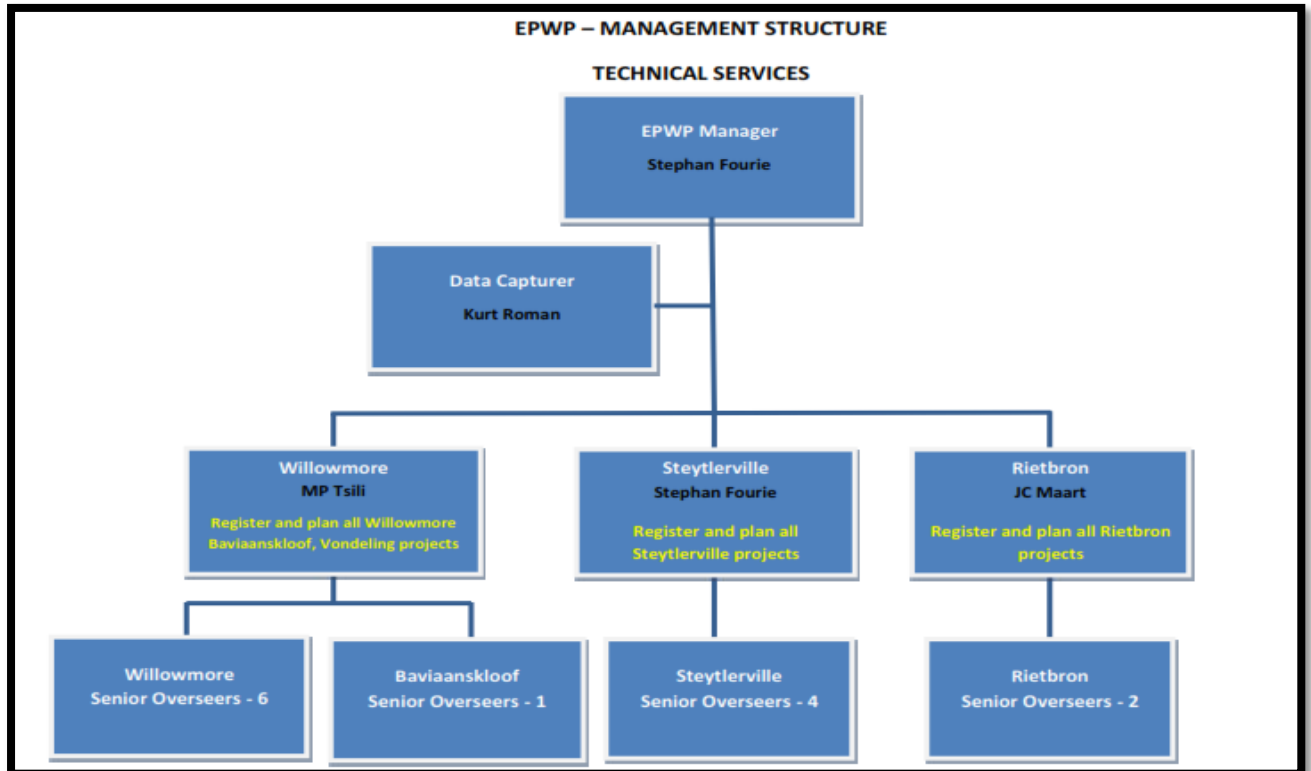 EPWP – MANAGEMENT STRUCTURE
TECHNICAL SERVICES
EPWP Manager
Stephan Fourie
Data Capturer
Kurt Roman
Willowmore
MP Tsili
Register and plan all Willowmore
Baviaanskloof, Vondeling projects
Steytlerville
Stephan Fourie
Register and plan all
Steytlerville projects
Rietbron
JC Maart
Register and plan all Rietbron
projects
Willowmore
Senior Overseers - 6
Baviaanskloof
Senior Overseers - 1
Steytlerville
Senior Overseers - 4
Rietbron
Senior Overseers - 2